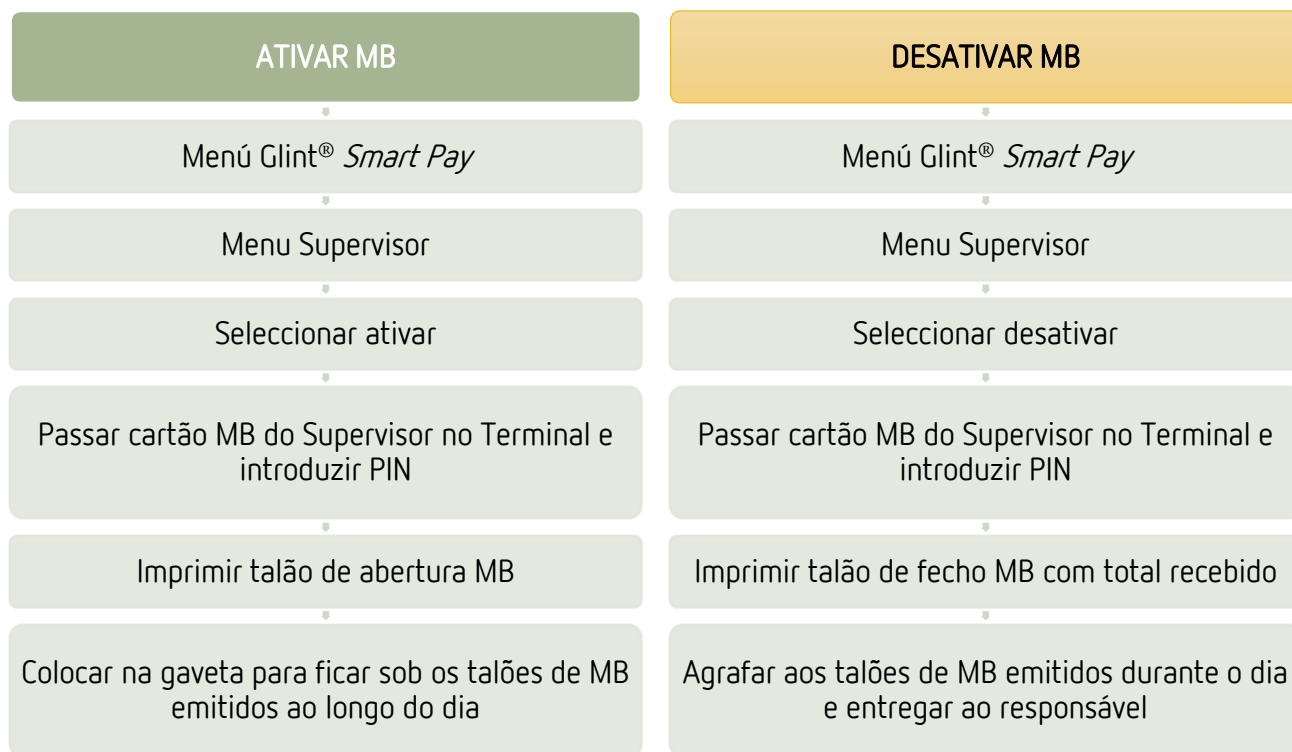 ATIVAR MB
Menú Glint® Smart Pay
Menu Supervisor
Seleccionar ativar
Passar cartão MB do Supervisor no Terminal e
introduzir PIN
Imprimir talão de abertura MB
Colocar na gaveta para ficar sob os talões de MB
emitidos ao longo do dia
DESATIVAR MB
Menú Glint® Smart Pay
Menu Supervisor
Seleccionar desativar
Passar cartão MB do Supervisor no Terminal e
introduzir PIN
Imprimir talão de fecho MB com total recebido
Agrafar aos talões de MB emitidos durante o dia
e entregar ao responsável